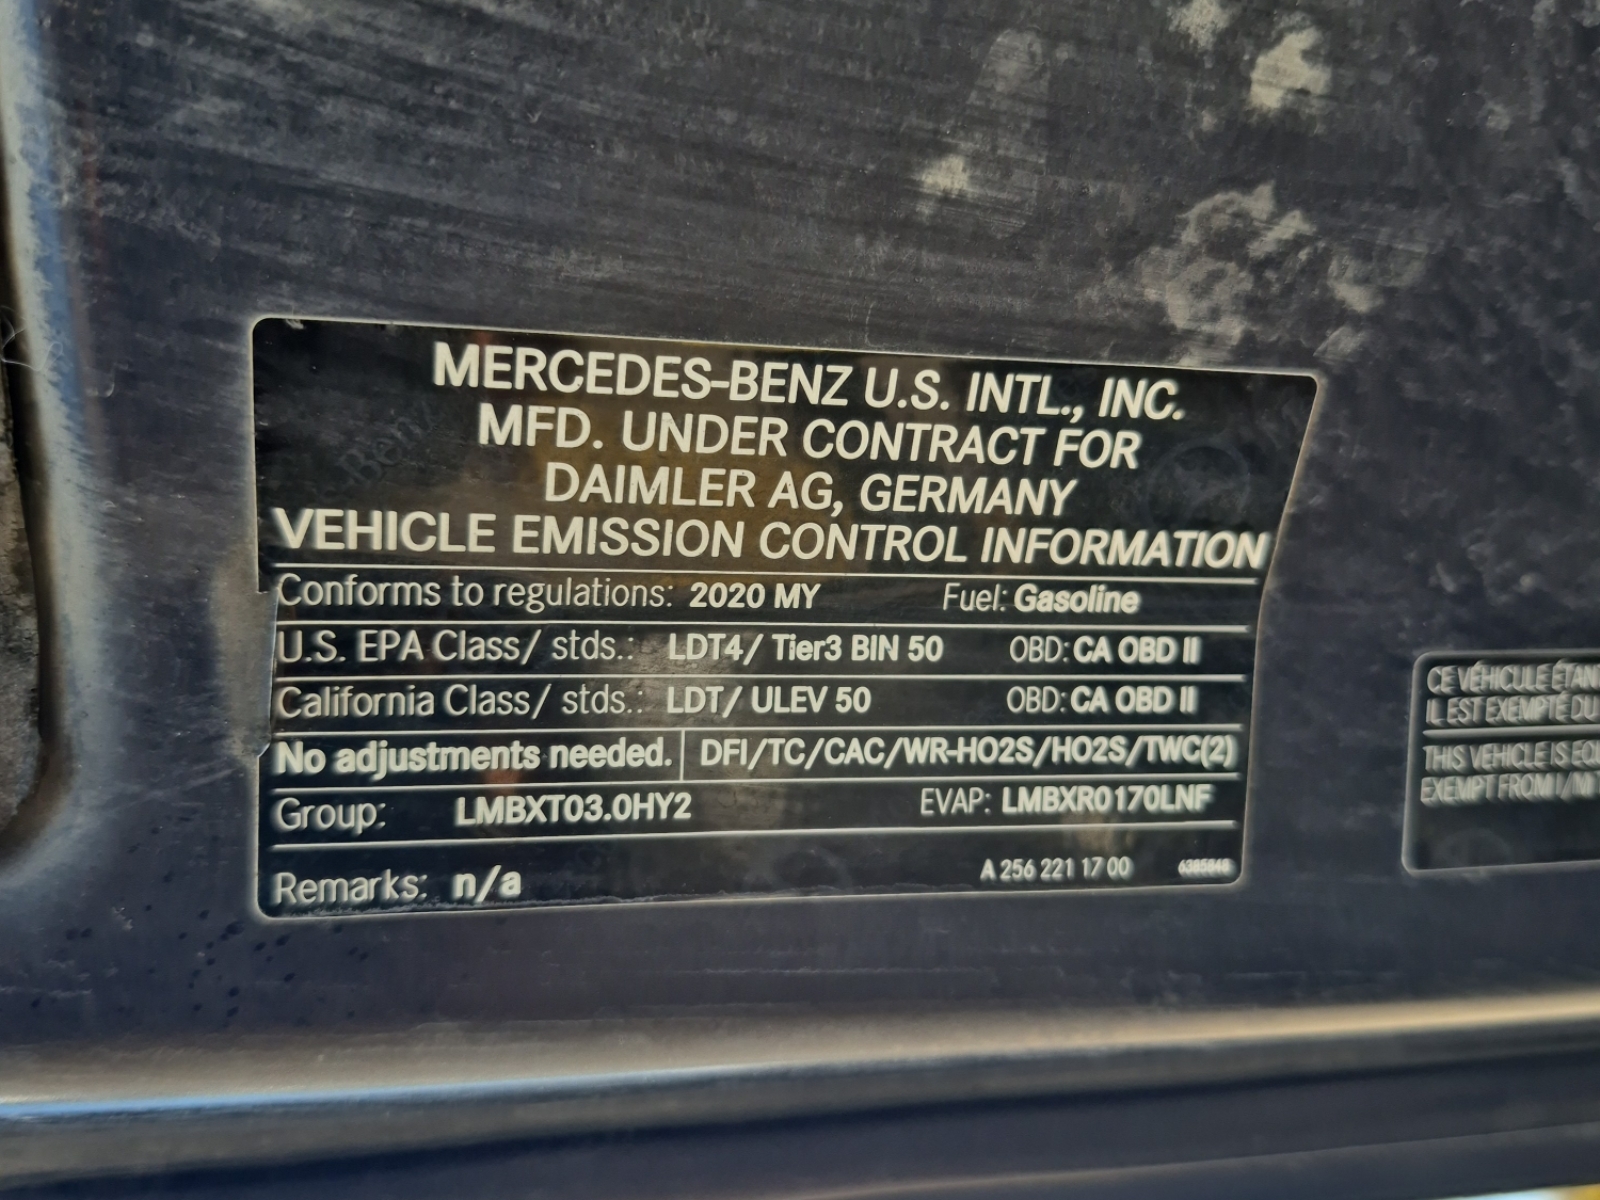 MERCEDES-BENZ U.S. INTL., INC.
MFD. UNDER CONTRACT FOR
DAIMLER AG, GERMANY
VEHICLE EMISSION CONTROL INFORMATION
Conforms to regulations: 2020 MY Fuel: Gasoline
U.S. EPA Class/ stds.: LDT4/ Tier3 BIN 50 OBD: CA OBD II
California Class/ stds.: LDT/ ULEV 50 OBD: CA OBD II
No adjustments needed. DFI/TC/CAC/WR-HO2S/HO2S/TWC(2)
Group: LMBXT03.0HY2 EVAP: LMBXR0170LNF
Remarks: n/a A 256 221 17 00
CE VÉHICULE ÉTANT
IL EST EXEMPTÉ DU
THIS VEHICLE IS
EXEMPT FROM I/M